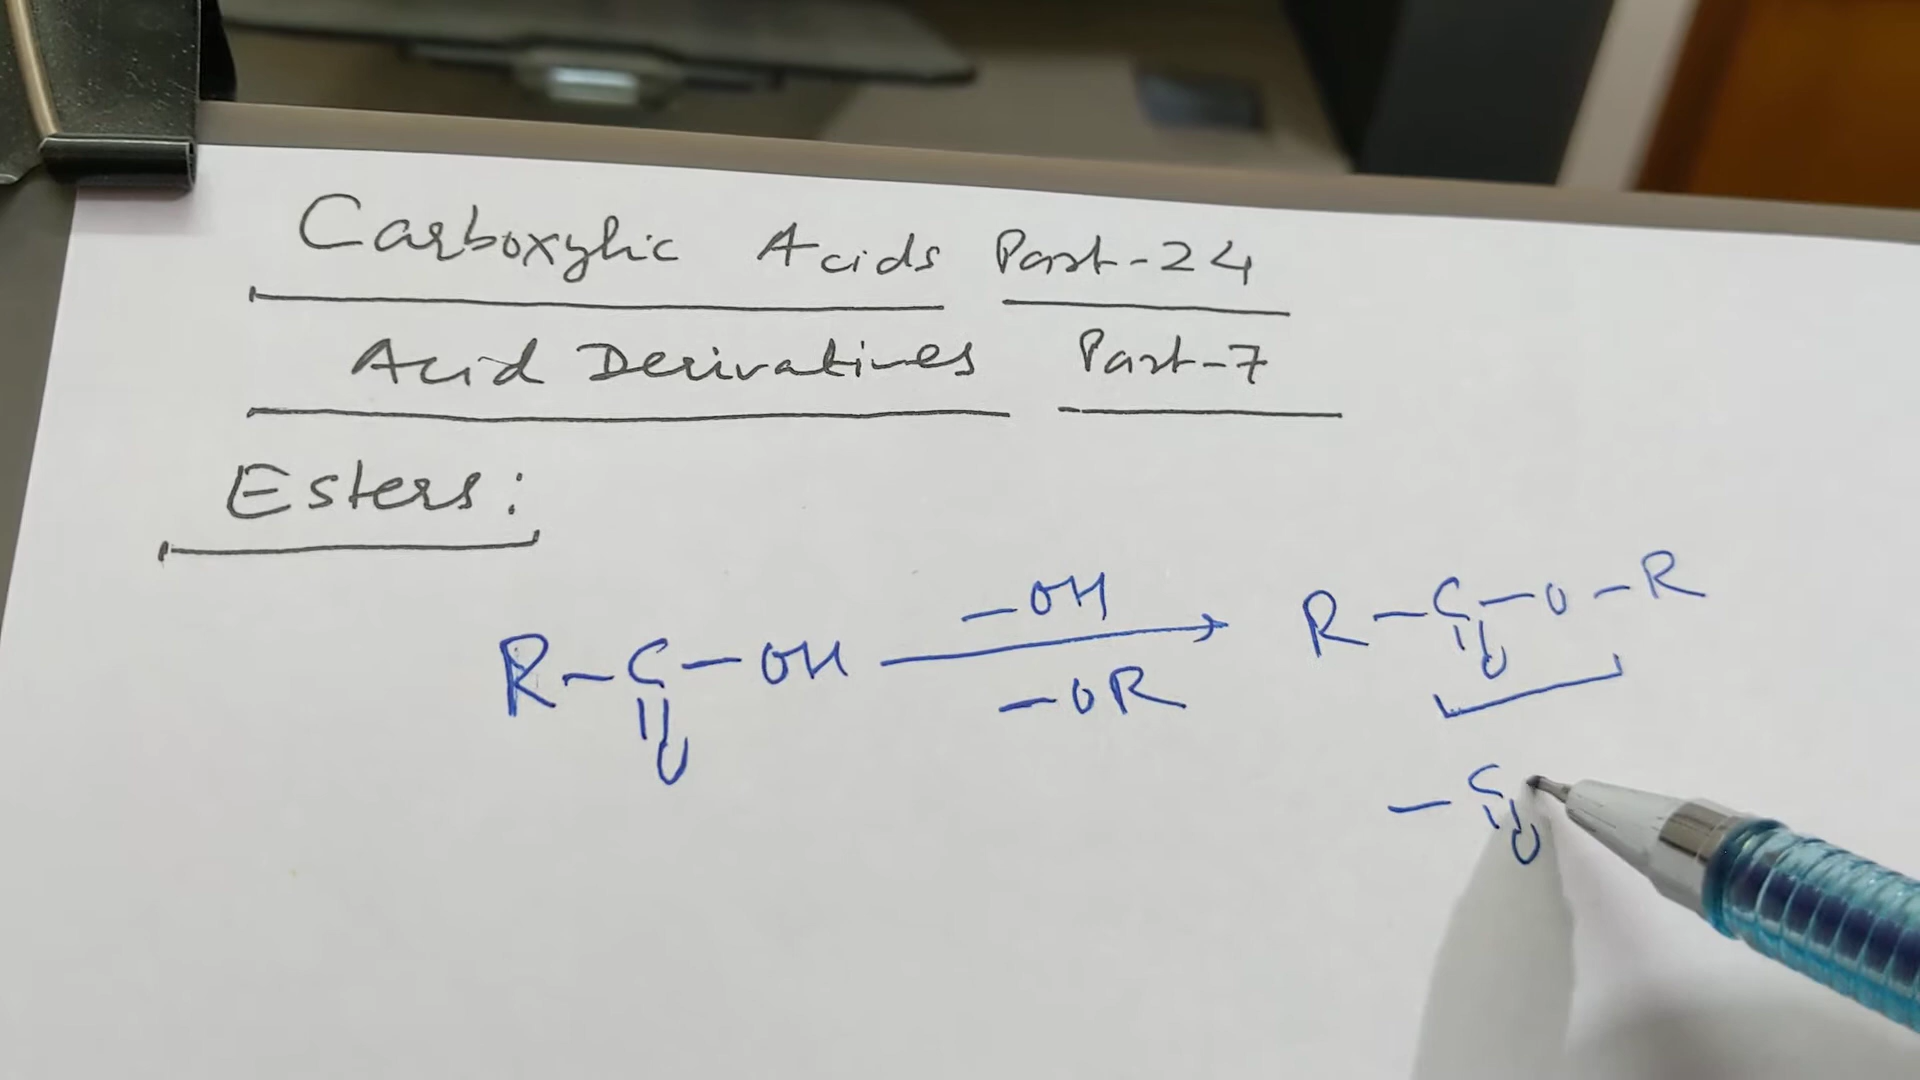 Carboxylic Acids Part-24
Acid Derivatives Part-7
Esters:
R-C-OH —OH R-C-O-R
|| —OR ||
O O
-C
||
O